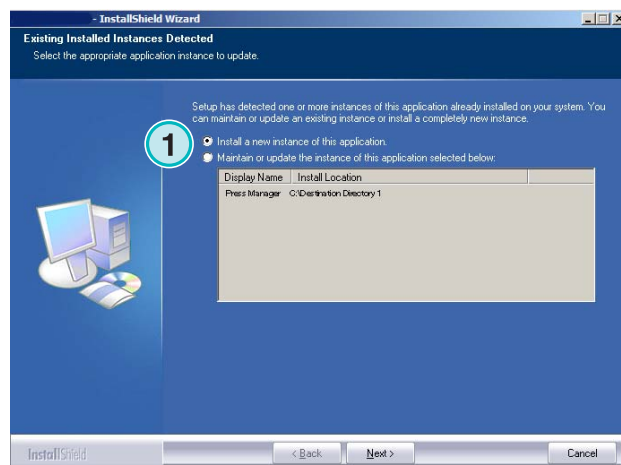 - InstallShield Wizard
Existing Installed Instances Detected
Select the appropriate application instance to update.
Setup has detected one or more instances of this application already installed on your system. You
can maintain or update an existing instance or install a completely new instance.
1
Install a new instance of this application.
Maintain or update the instance of this application selected below:
Display Name Install Location
Press Manager C:\Destination Directory 1
InstallShield
< Back Next > Cancel